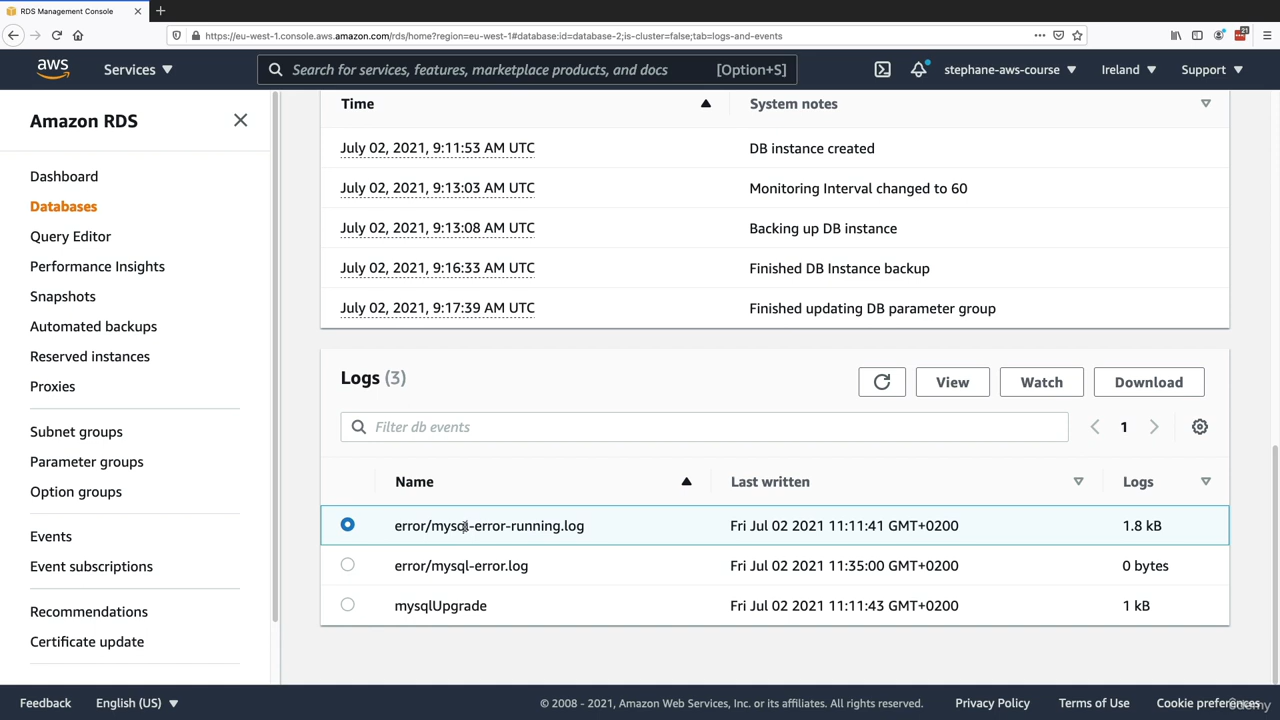 RDS Management Console
https://eu-west-1.console.aws.amazon.com/rds/home?region=eu-west-1#database:id=database-2;is-cluster=false;tab=logs-and-events
21
aws
Services
Search for services, features, marketplace products, and docs [Option+S]
stephane-aws-course
Ireland
Support
Amazon RDS
Dashboard
Databases
Query Editor
Performance Insights
Snapshots
Automated backups
Reserved instances
Proxies
Subnet groups
Parameter groups
Option groups
Events
Event subscriptions
Recommendations
Certificate update
Time System notes
July 02, 2021, 9:11:53 AM UTC DB instance created
July 02, 2021, 9:13:03 AM UTC Monitoring Interval changed to 60
July 02, 2021, 9:13:08 AM UTC Backing up DB instance
July 02, 2021, 9:16:33 AM UTC Finished DB Instance backup
July 02, 2021, 9:17:39 AM UTC Finished updating DB parameter group
Logs (3)
View
Watch
Download
Filter db events
1
Name Last written Logs
error/mysql-error-running.log Fri Jul 02 2021 11:11:41 GMT+0200 1.8 kB
error/mysql-error.log Fri Jul 02 2021 11:35:00 GMT+0200 0 bytes
mysqlUpgrade Fri Jul 02 2021 11:11:43 GMT+0200 1 kB
Feedback
English (US)
© 2008 - 2021, Amazon Web Services, Inc. or its affiliates. All rights reserved.
Privacy Policy
Terms of Use
Cookie preferences
Udemy